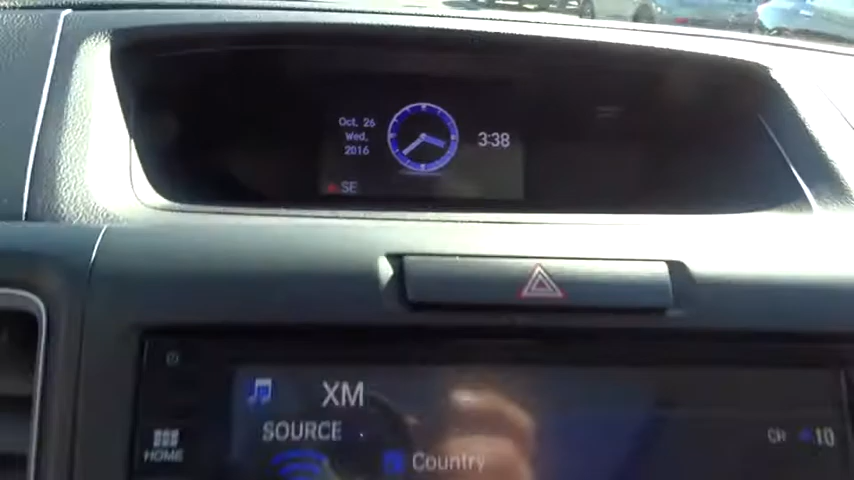 Oct. 26
Wed,
2016
3:38
SE
XM
SOURCE
HOME
Country
CH 10